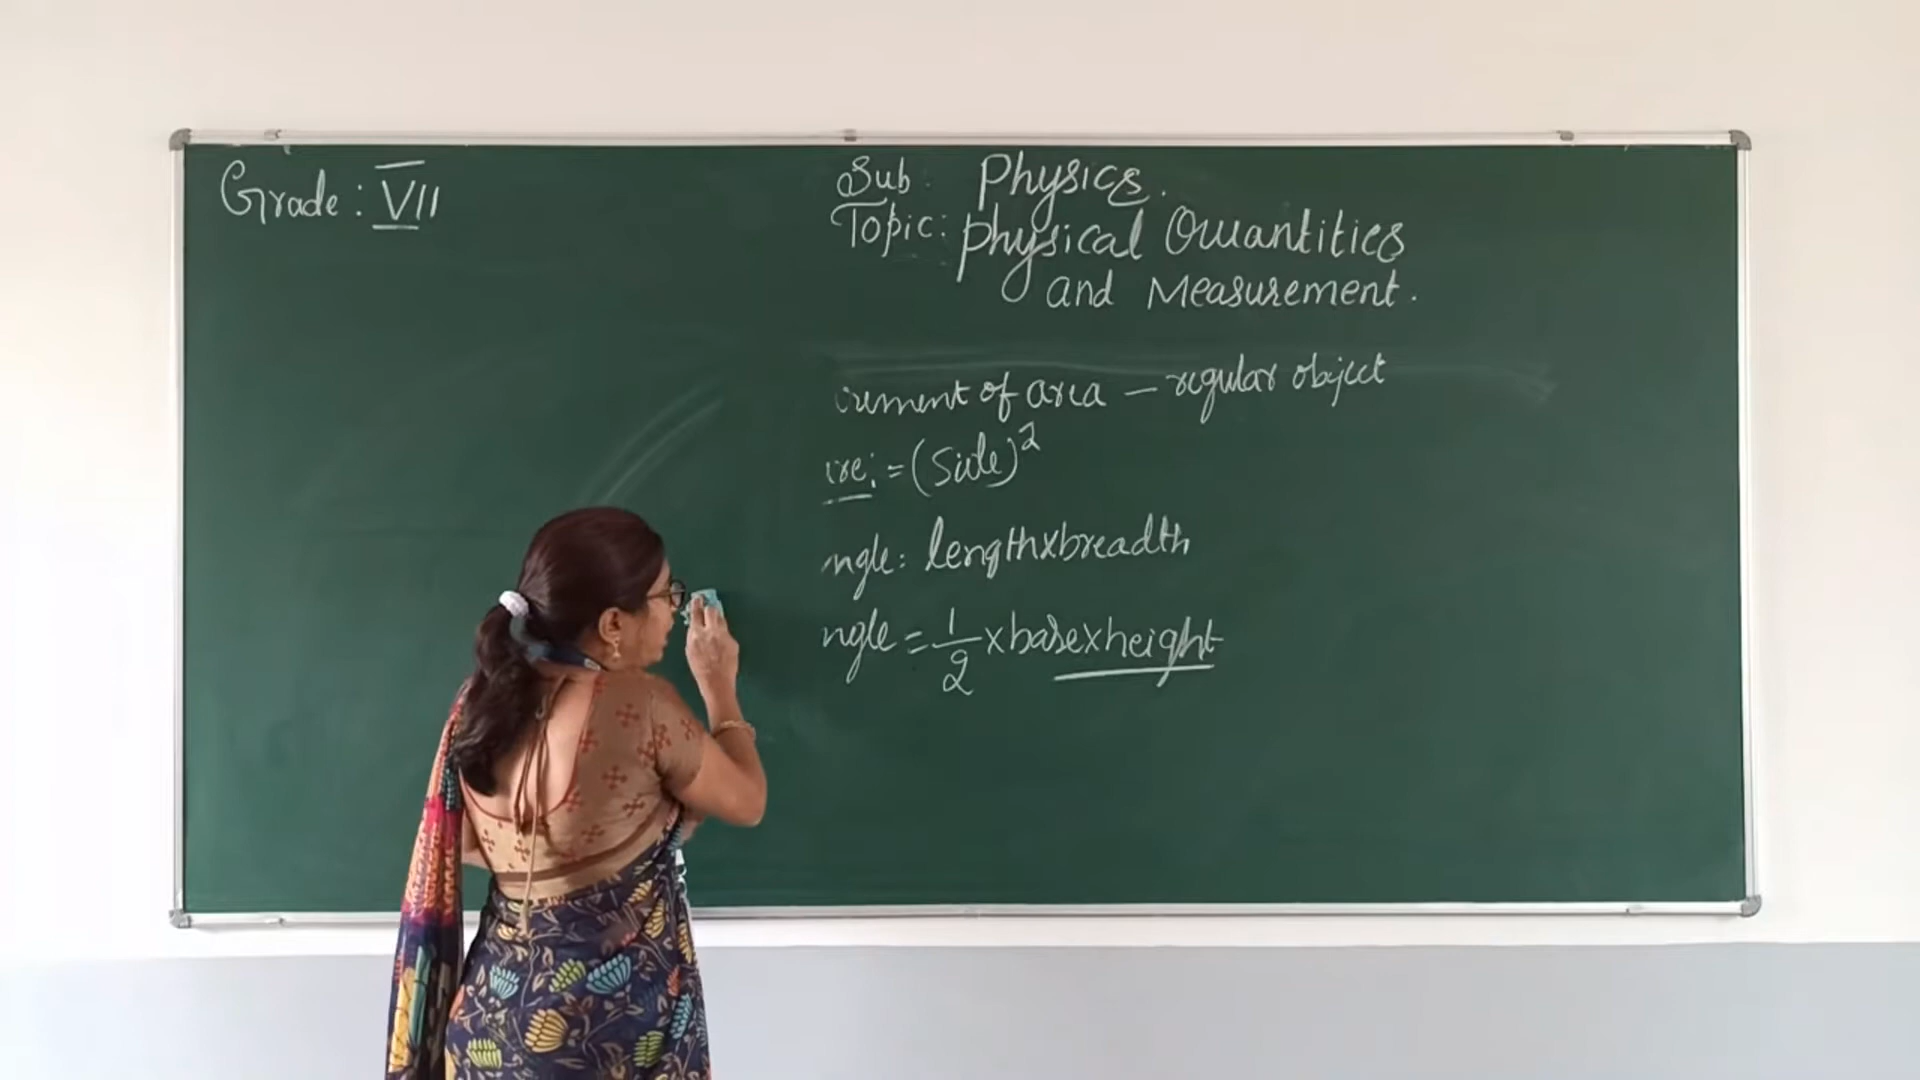 Grade: VII
Sub. Physics.
Topic: Physical Quantities
and Measurement.
urement of area — regular object
are: = (Side)²
ngle: lengthxbreadth
ngle = 1/2 x basexheight